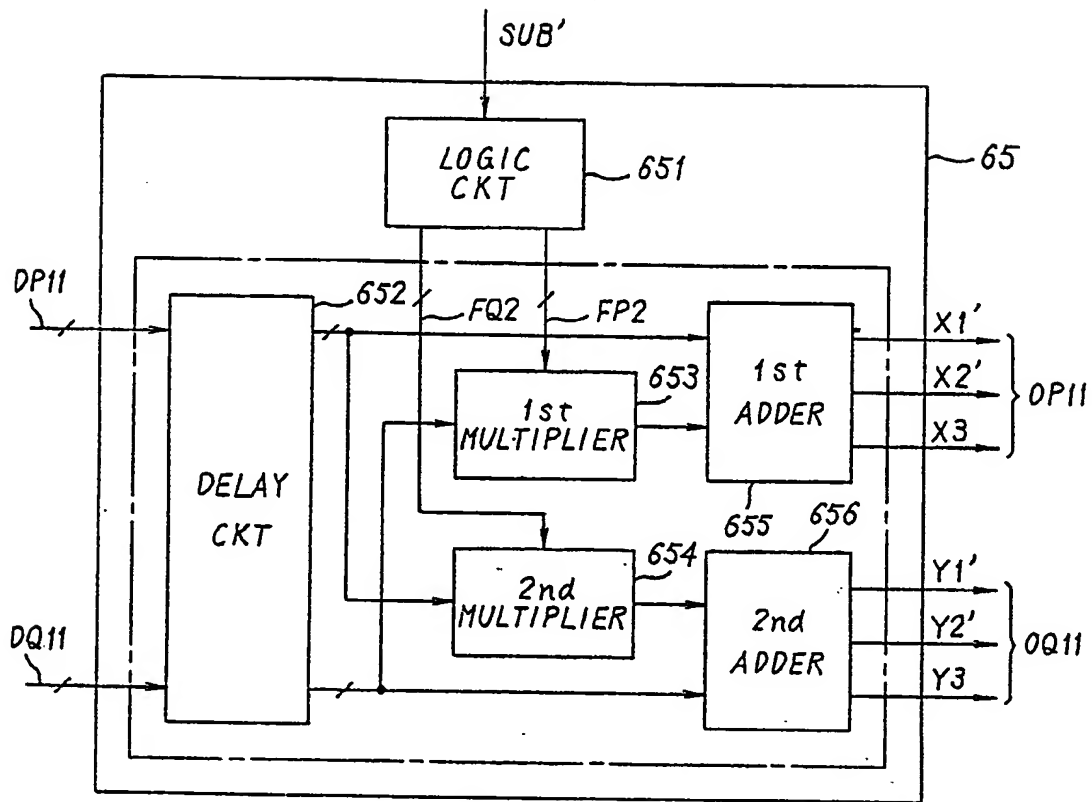 SUB'
LOGIC
CKT
651
65
DP11
652
FQ2
FP2
X1'
653
1st
MULTIPLIER
1st
ADDER
X2'
OP11
X3
DELAY
CKT
655
656
654
2nd
MULTIPLIER
2nd
ADDER
Y1'
DQ11
Y2'
OQ11
Y3